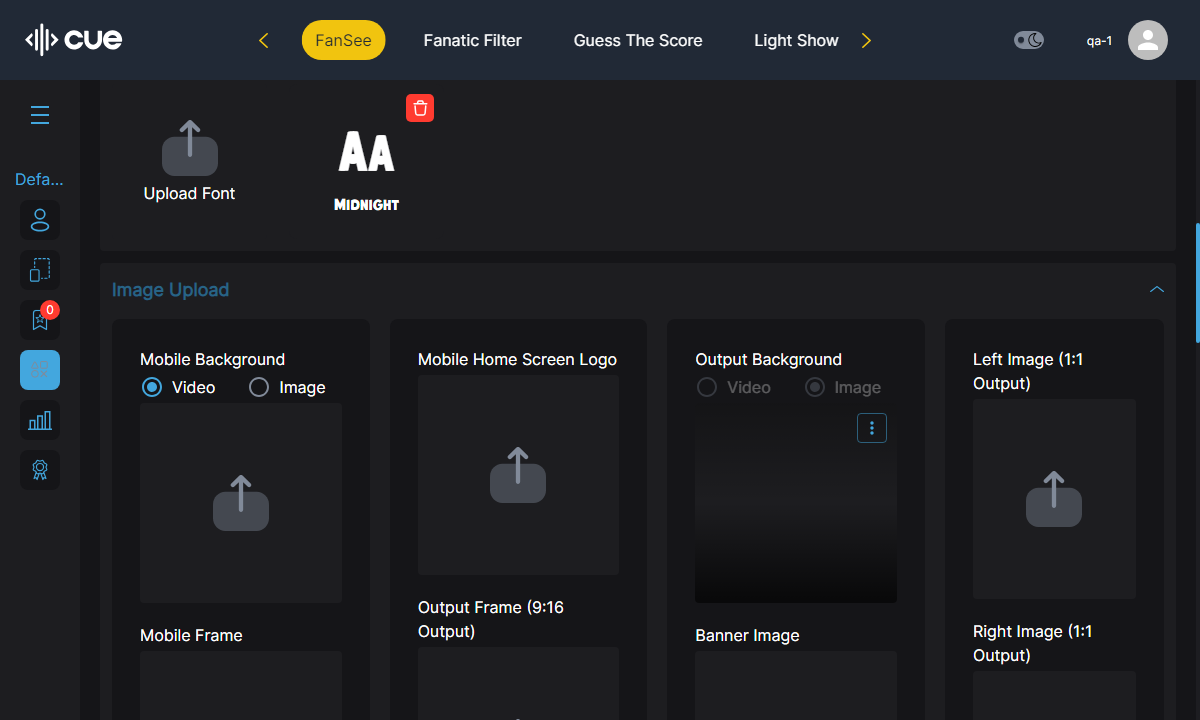 cue
FanSee
Fanatic Filter
Guess The Score
Light Show
qa-1
Defa...
0
Upload Font
AA
MIDNIGHT
Image Upload
Mobile Background
Video
Image
Mobile Frame
Mobile Home Screen Logo
Output Frame (9:16
Output)
Output Background
Video
Image
Banner Image
Left Image (1:1
Output)
Right Image (1:1
Output)